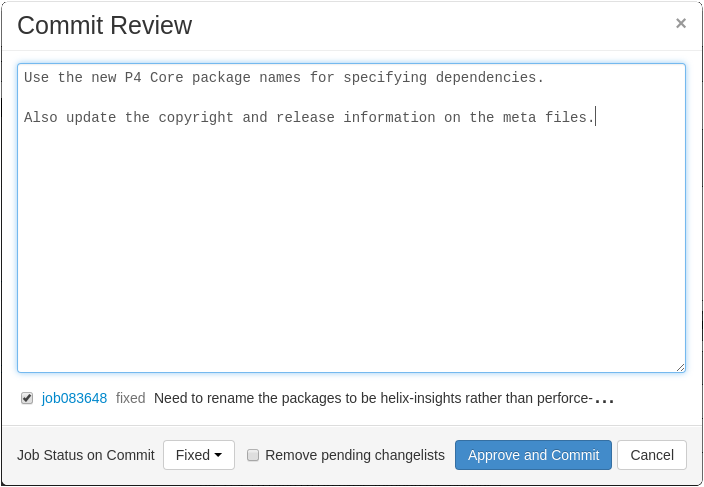 Commit Review ×
Use the new P4 Core package names for specifying dependencies.
Also update the copyright and release information on the meta files.
job083648 fixed Need to rename the packages to be helix-insights rather than perforce-...
Job Status on Commit Fixed Remove pending changelists Approve and Commit Cancel